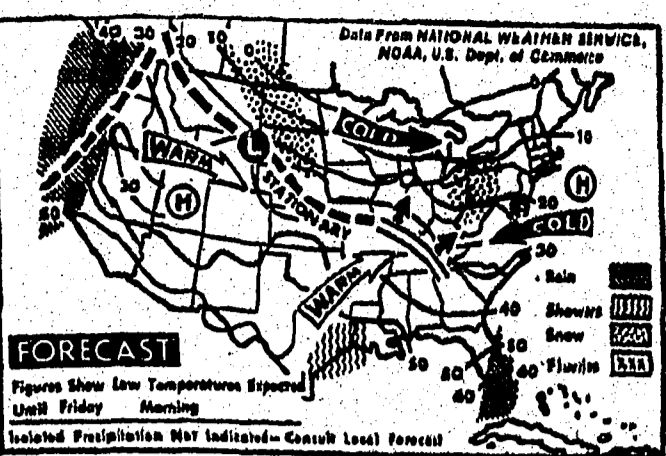 Data From NATIONAL WEATHER SERVICE,
NOAA, U.S. Dept. of Commerce
40 30 20 10 0
COLD
10
WARM
L
H
30
STATIONARY
H
20
COLD
30
WARM
Rain
Showers
Snow
Flurries
40
50
50
50
40
40
FORECAST
Figures Show Low Temperatures Expected
Until Friday Morning
Isolated Precipitation Not Indicated– Consult Local Forecast